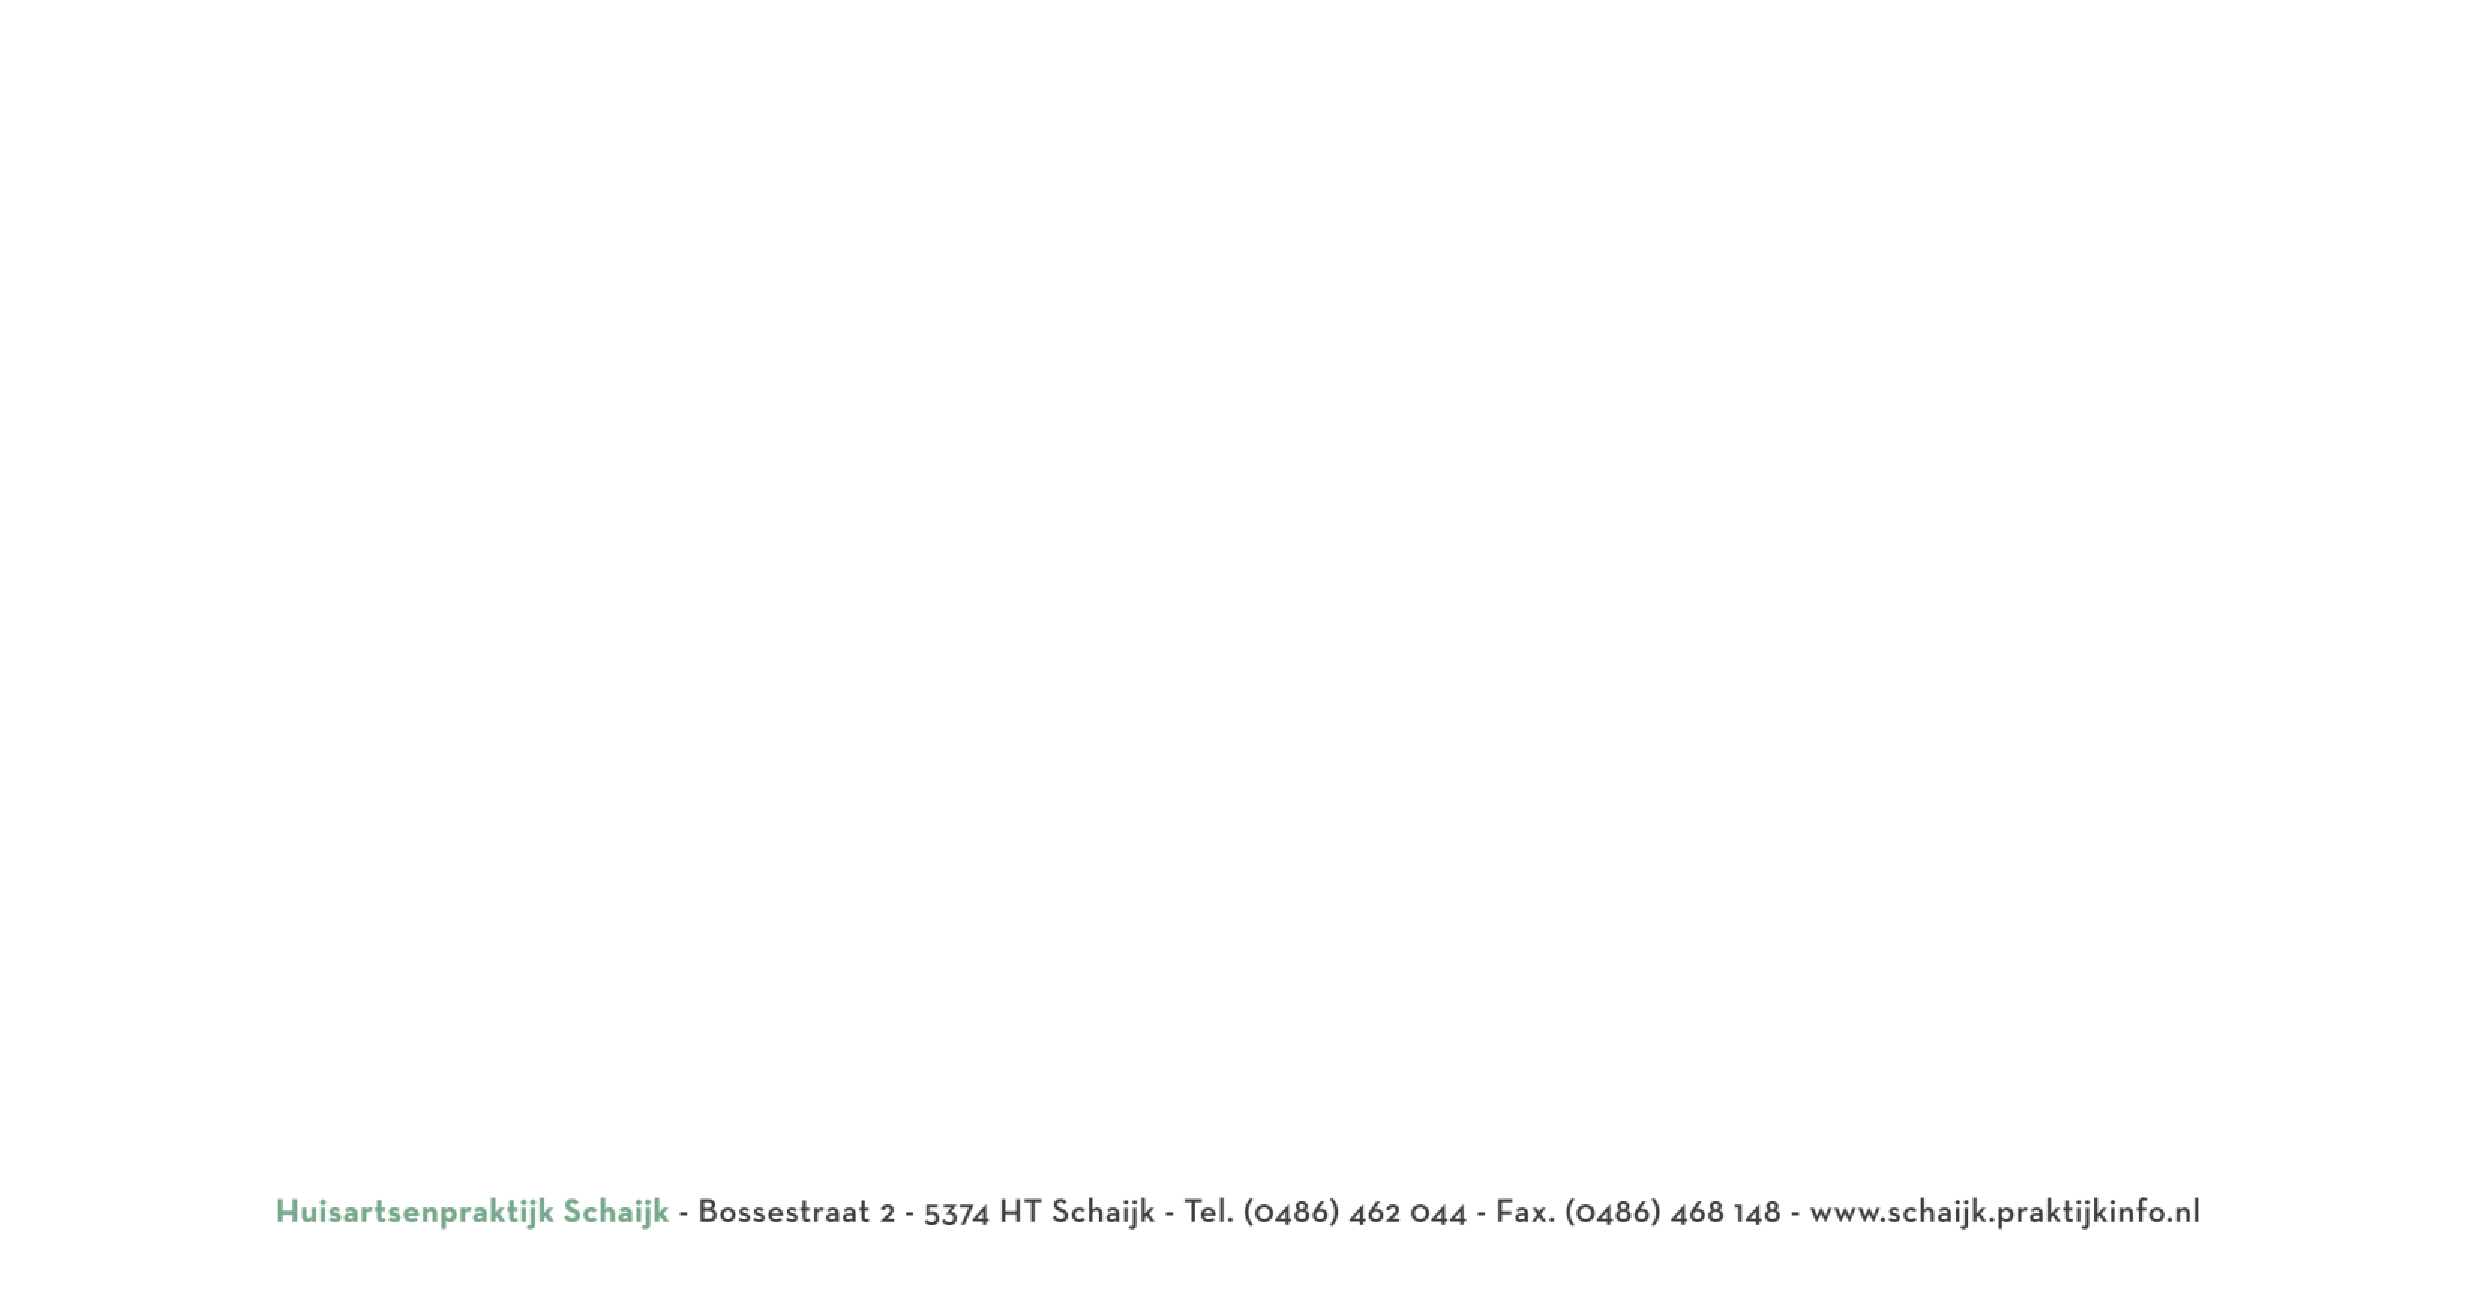 Huisartsenpraktijk Schaijk - Bossestraat 2 - 5374 HT Schaijk - Tel. (0486) 462 044 - Fax. (0486) 468 148 - www.schaijk.praktijkinfo.nl